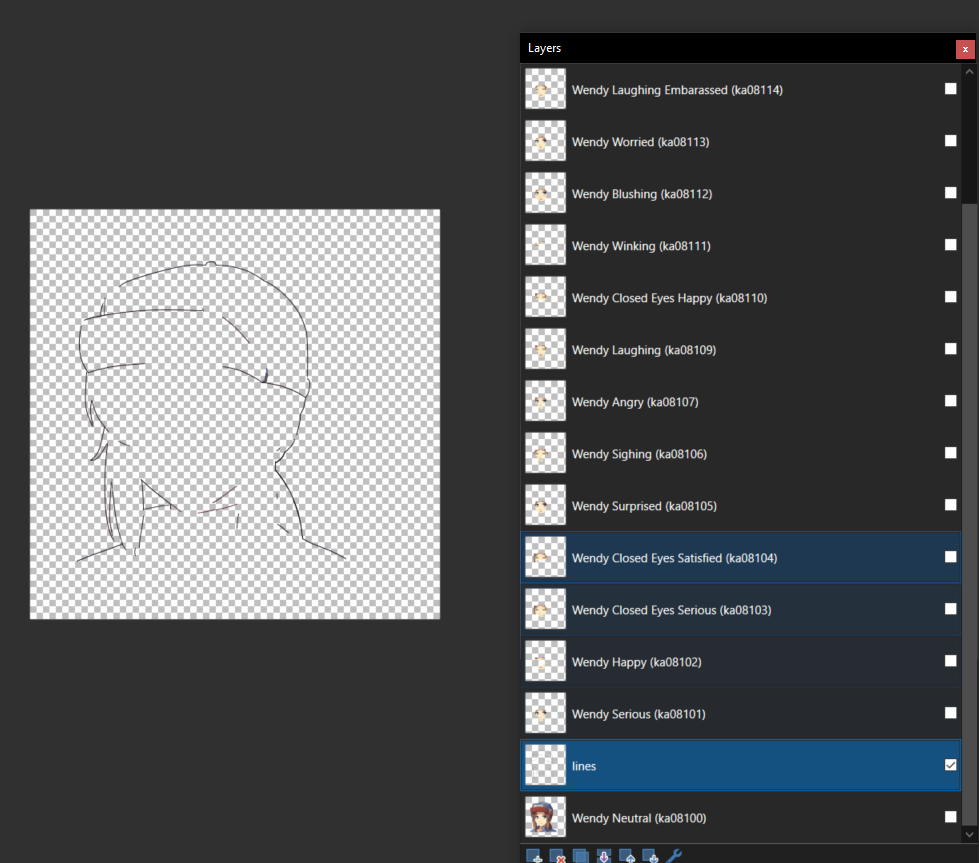 Layers
x
Wendy Laughing Embarassed (ka08114)
Wendy Worried (ka08113)
Wendy Blushing (ka08112)
Wendy Winking (ka08111)
Wendy Closed Eyes Happy (ka08110)
Wendy Laughing (ka08109)
Wendy Angry (ka08107)
Wendy Sighing (ka08106)
Wendy Surprised (ka08105)
Wendy Closed Eyes Satisfied (ka08104)
Wendy Closed Eyes Serious (ka08103)
Wendy Happy (ka08102)
Wendy Serious (ka08101)
lines
Wendy Neutral (ka08100)